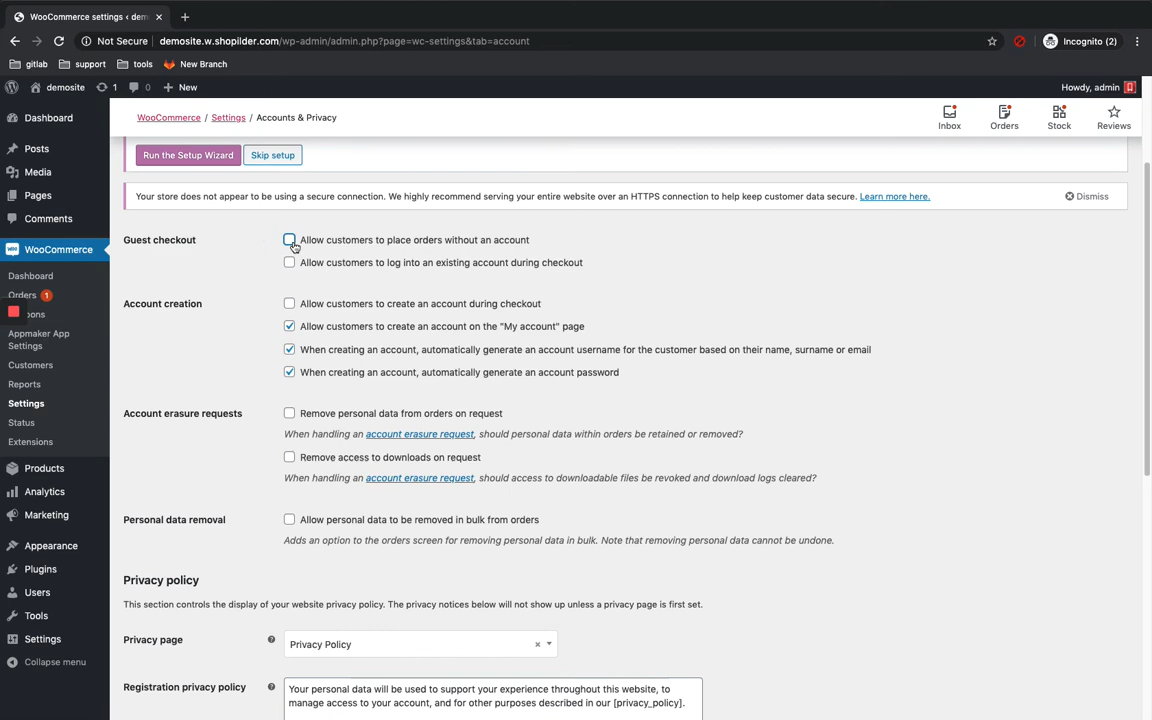 WooCommerce settings ‹ dem
Not Secure demosite.w.shopilder.com/wp-admin/admin.php?page=wc-settings&tab=account
Incognito (2)
gitlab support tools New Branch
demosite 1 0 New
Howdy, admin
Dashboard
Posts
Media
Pages
Comments
WooCommerce
Dashboard
Orders 1
ons
Appmaker App
Settings
Customers
Reports
Settings
Status
Extensions
Products
Analytics
Marketing
Appearance
Plugins
Users
Tools
Settings
Collapse menu
WooCommerce / Settings / Accounts & Privacy
Inbox Orders Stock Reviews
Run the Setup Wizard Skip setup
Your store does not appear to be using a secure connection. We highly recommend serving your entire website over an HTTPS connection to help keep customer data secure. Learn more here. Dismiss
Guest checkout Allow customers to place orders without an account
Allow customers to log into an existing account during checkout
Account creation Allow customers to create an account during checkout
Allow customers to create an account on the "My account" page
When creating an account, automatically generate an account username for the customer based on their name, surname or email
When creating an account, automatically generate an account password
Account erasure requests Remove personal data from orders on request
When handling an account erasure request, should personal data within orders be retained or removed?
Remove access to downloads on request
When handling an account erasure request, should access to downloadable files be revoked and download logs cleared?
Personal data removal Allow personal data to be removed in bulk from orders
Adds an option to the orders screen for removing personal data in bulk. Note that removing personal data cannot be undone.
Privacy policy
This section controls the display of your website privacy policy. The privacy notices below will not show up unless a privacy page is first set.
Privacy page Privacy Policy
Registration privacy policy Your personal data will be used to support your experience throughout this website, to
manage access to your account, and for other purposes described in our [privacy_policy].